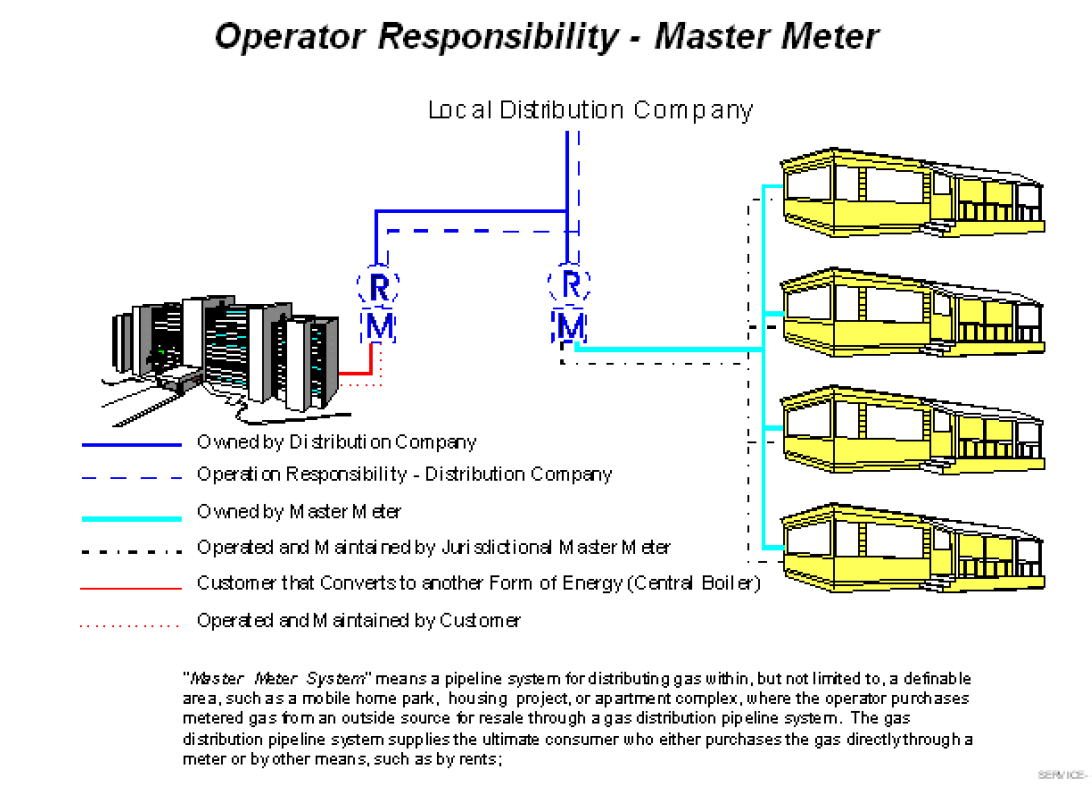 Operator Responsibility - Master Meter
Local Distribution Company
R
R
M
M
Owned by Distribution Company
Operation Responsibility - Distribution Company
Owned by Master Meter
Operated and Maintained by Jurisdictional Master Meter
Customer that Converts to another Form of Energy (Central Boiler)
Operated and Maintained by Customer
"Master Meter System" means a pipeline system for distributing gas within, but not limited to, a definable
area, such as a mobile home park, housing project, or apartment complex, where the operator purchases
metered gas from an outside source for resale through a gas distribution pipeline system. The gas
distribution pipeline system supplies the ultimate consumer who either purchases the gas directly through a
meter or by other means, such as by rents;
SERVICE-